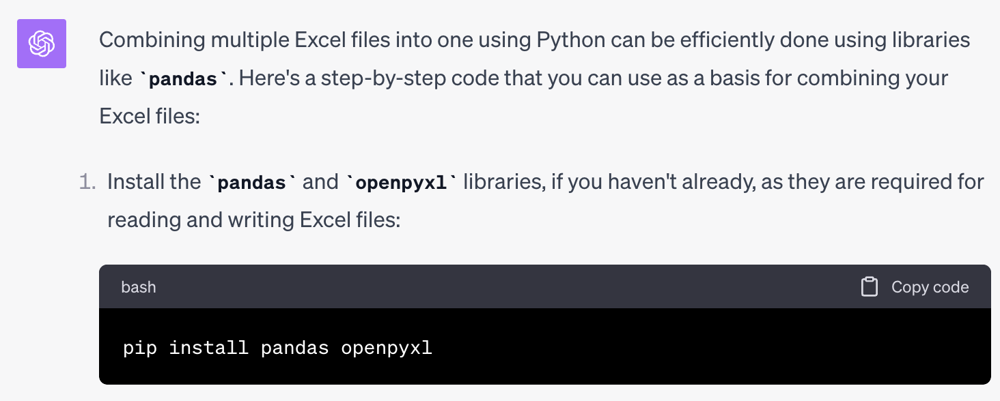 Combining multiple Excel files into one using Python can be efficiently done using libraries
like `pandas`. Here's a step-by-step code that you can use as a basis for combining your
Excel files:
1. Install the `pandas` and `openpyxl` libraries, if you haven't already, as they are required for
reading and writing Excel files:
bash Copy code
pip install pandas openpyxl